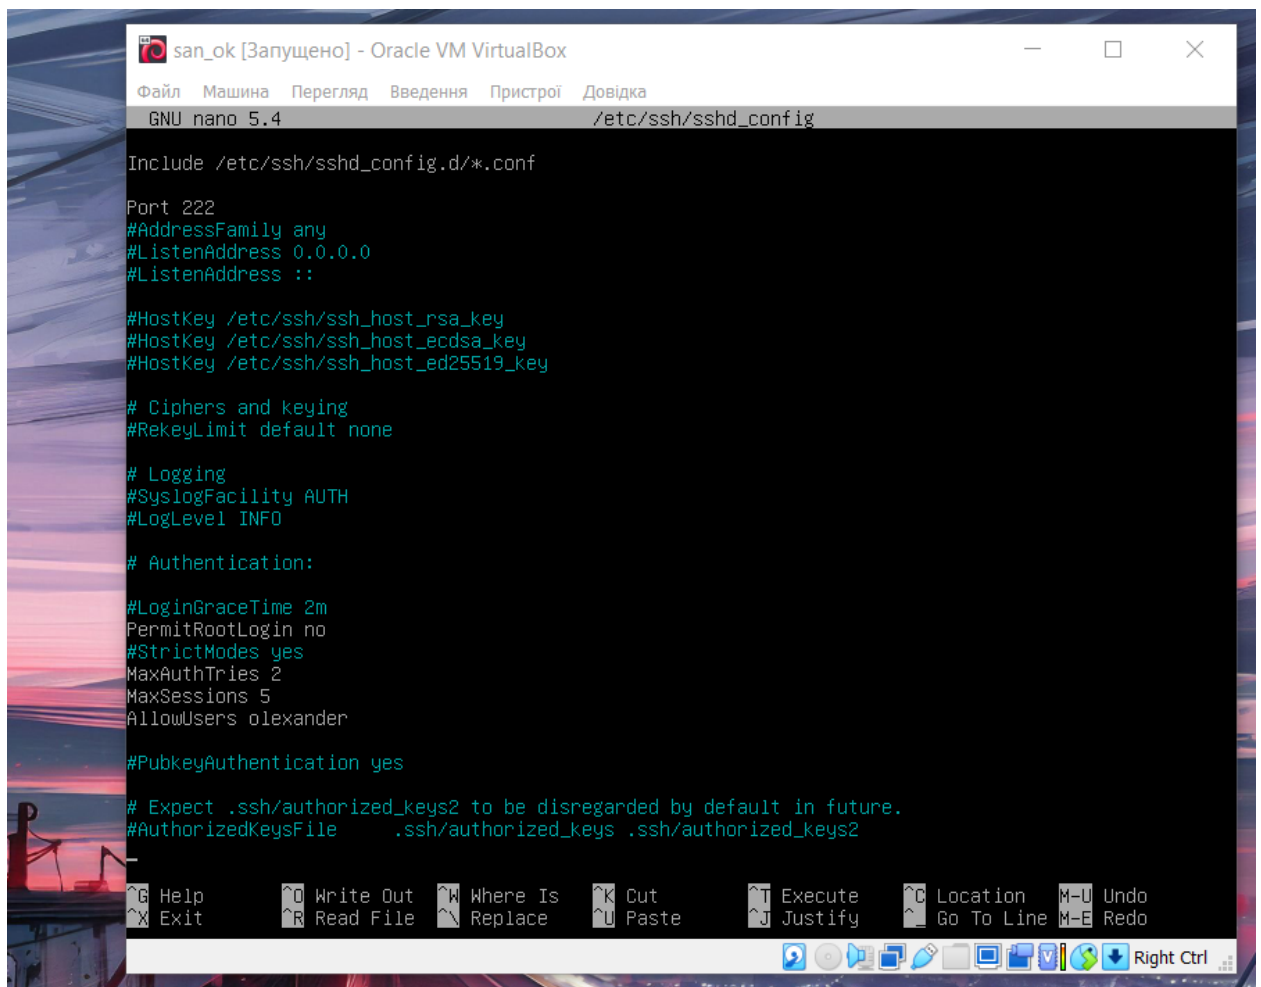 san_ok [Запущено] - Oracle VM VirtualBox
Файл Машина Перегляд Введення Пристрої Довідка
GNU nano 5.4 /etc/ssh/sshd_config
Include /etc/ssh/sshd_config.d/*.conf
Port 222
#AddressFamily any
#ListenAddress 0.0.0.0
#ListenAddress ::
#HostKey /etc/ssh/ssh_host_rsa_key
#HostKey /etc/ssh/ssh_host_ecdsa_key
#HostKey /etc/ssh/ssh_host_ed25519_key
# Ciphers and keying
#RekeyLimit default none
# Logging
#SyslogFacility AUTH
#LogLevel INFO
# Authentication:
#LoginGraceTime 2m
PermitRootLogin no
#StrictModes yes
MaxAuthTries 2
MaxSessions 5
AllowUsers olexander
#PubkeyAuthentication yes
# Expect .ssh/authorized_keys2 to be disregarded by default in future.
#AuthorizedKeysFile .ssh/authorized_keys .ssh/authorized_keys2
^G Help ^O Write Out ^W Where Is ^K Cut ^T Execute ^C Location M-U Undo
^X Exit ^R Read File ^\ Replace ^U Paste ^J Justify ^_ Go To Line M-E Redo
Right Ctrl